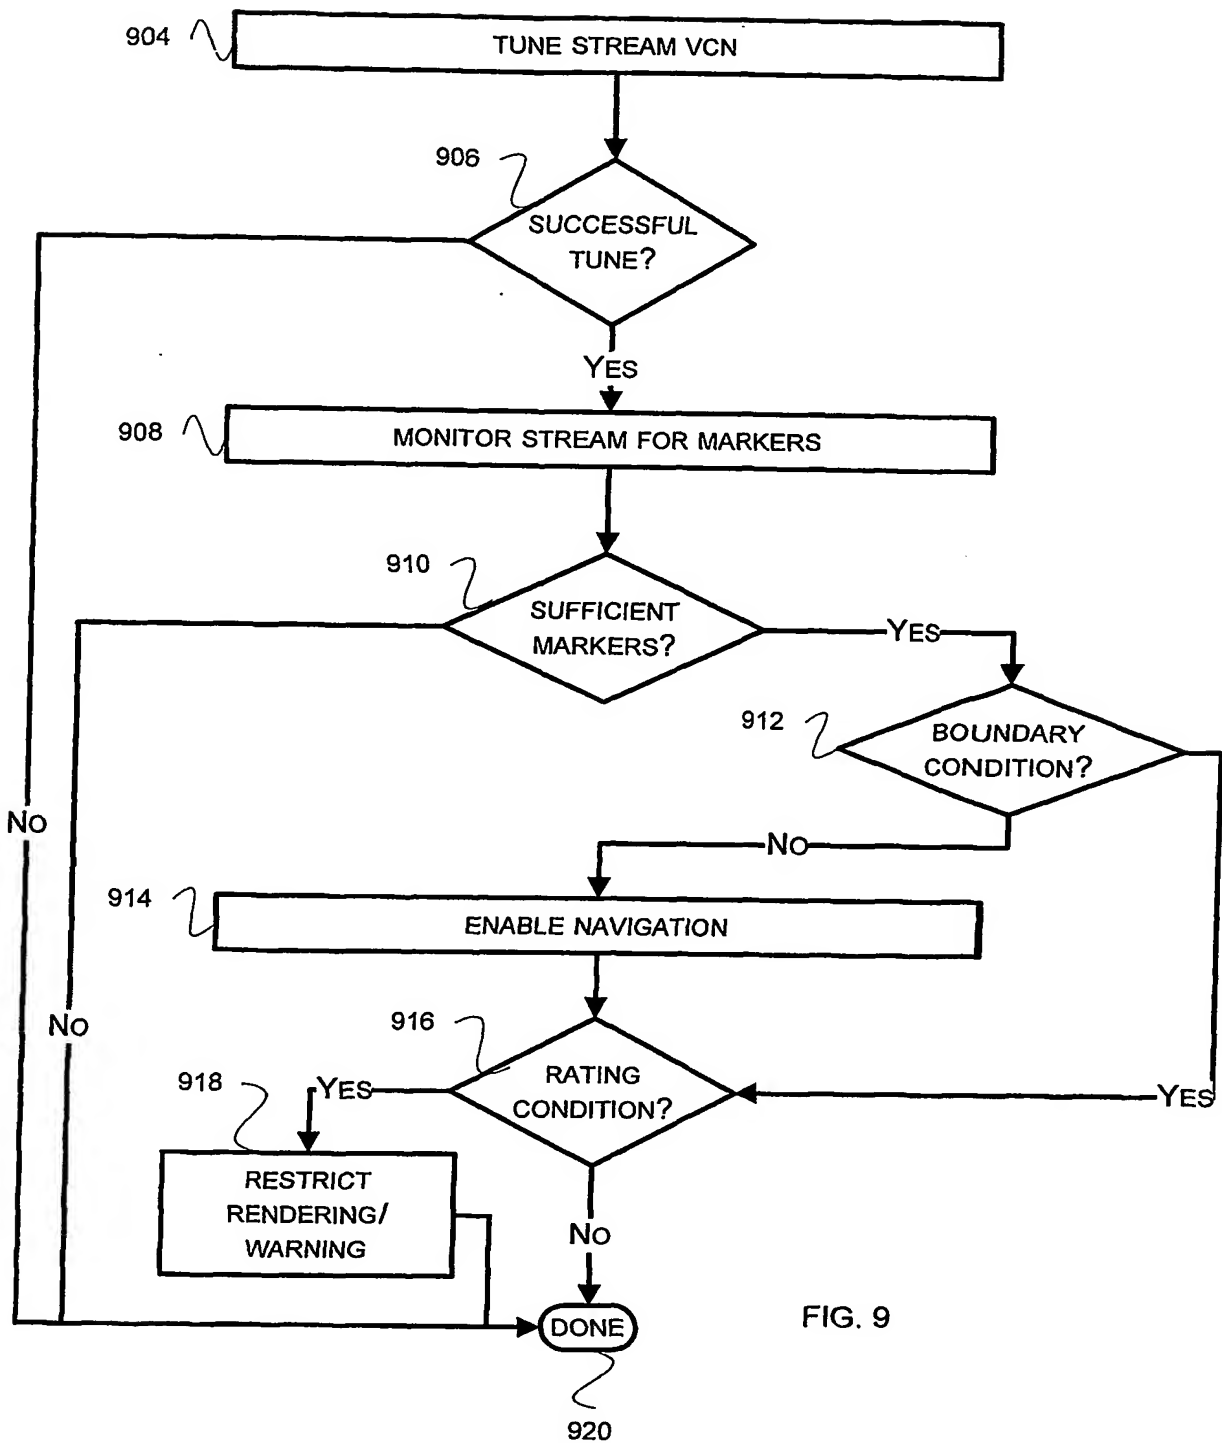 904
TUNE STREAM VCN
906
SUCCESSFUL
TUNE?
YES
908
MONITOR STREAM FOR MARKERS
910
SUFFICIENT
MARKERS?
YES
912
BOUNDARY
CONDITION?
NO
NO
914
ENABLE NAVIGATION
NO
916
RATING
CONDITION?
918
YES
YES
RESTRICT
RENDERING/
WARNING
NO
DONE
FIG. 9
920